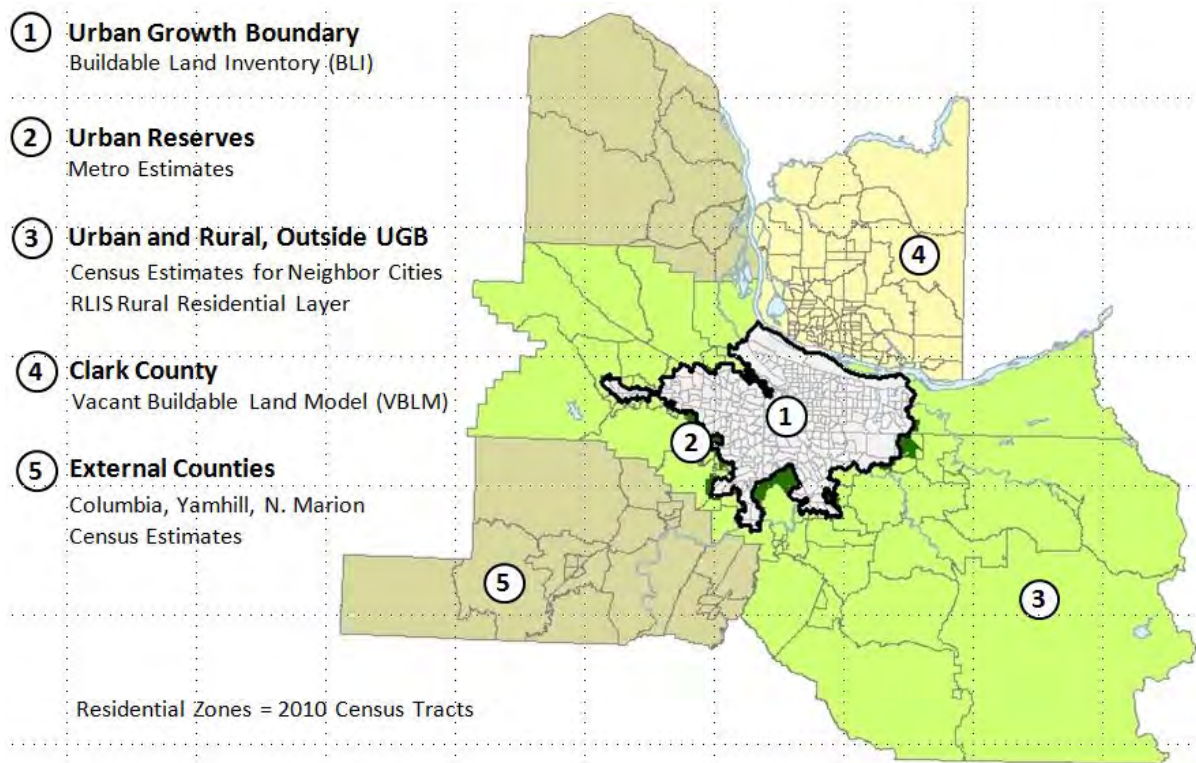 1 Urban Growth Boundary
Buildable Land Inventory (BLI)
2 Urban Reserves
Metro Estimates
3 Urban and Rural, Outside UGB
Census Estimates for Neighbor Cities
RLIS Rural Residential Layer
4 Clark County
Vacant Buildable Land Model (VBLM)
5 External Counties
Columbia, Yamhill, N. Marion
Census Estimates
Residential Zones = 2010 Census Tracts
4
1
2
5
3